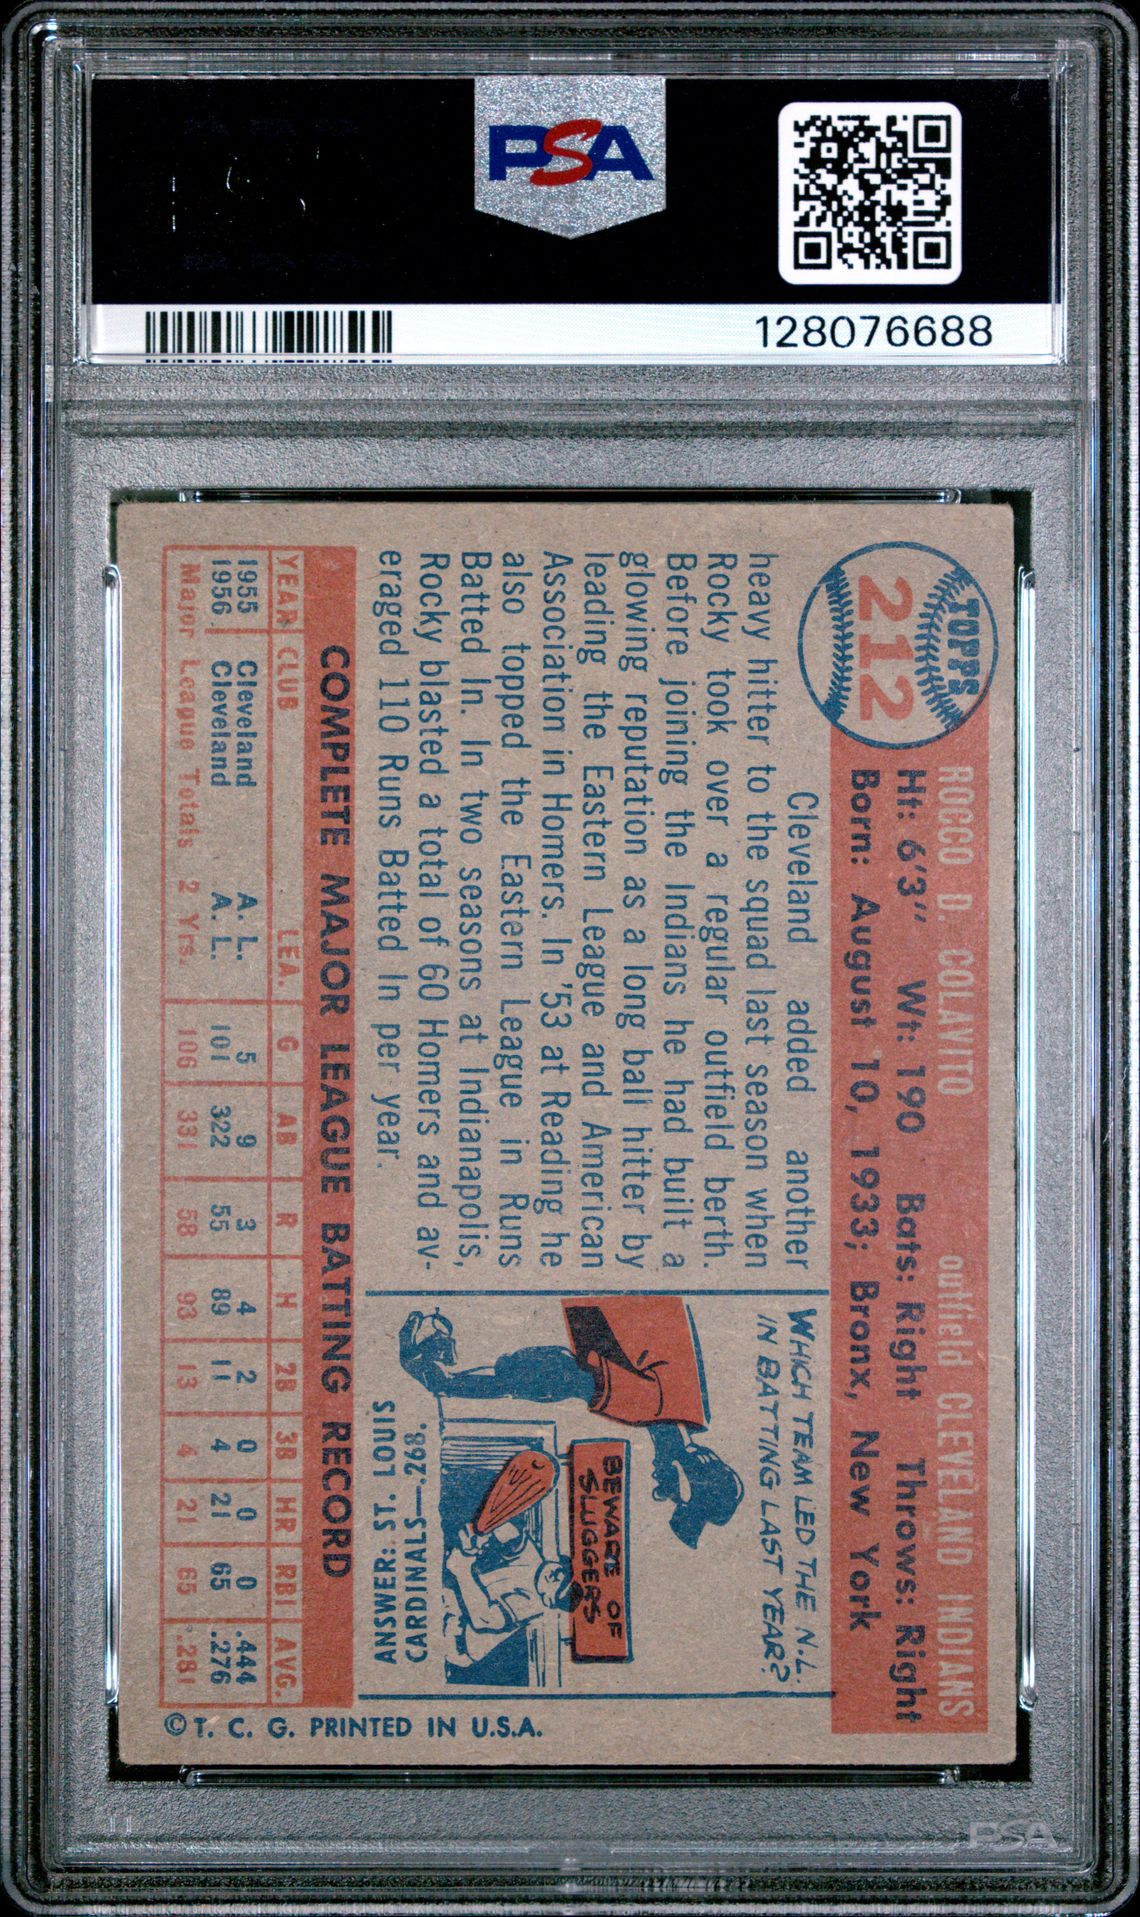 PSA
128076688
TOPPS
212
ROCCO D. COLAVITO outfield CLEVELAND INDIANS
Ht: 6'3" Wt: 190 Bats: Right Throws: Right
Born: August 10, 1933; Bronx, New York
Cleveland added another
heavy hitter to the squad last season when
Rocky took over a regular outfield berth.
Before joining the Indians he had built a
glowing reputation as a long ball hitter by
leading the Eastern League and American
Association in Homers. In '53 at Reading he
also topped the Eastern League in Runs
Batted In. In two seasons at Indianapolis,
Rocky blasted a total of 60 Homers and av-
eraged 110 Runs Batted In per year.
WHICH TEAM LED THE N.L.
IN BATTING LAST YEAR?
BEWARE OF
SLUGGERS
ANSWER: ST. LOUIS
CARDINALS—.268.
COMPLETE MAJOR LEAGUE BATTING RECORD
YEAR CLUB LEA. G AB R H 2B 3B HR RBI AVG.
1955 Cleveland A. L. 5 9 3 4 2 0 0 0 .444
1956 Cleveland A. L. 101 322 55 89 11 4 21 65 .276
Major League Totals 2 Yrs. 106 331 58 93 13 4 21 65 .281
© T. C. G. PRINTED IN U.S.A.
PSA